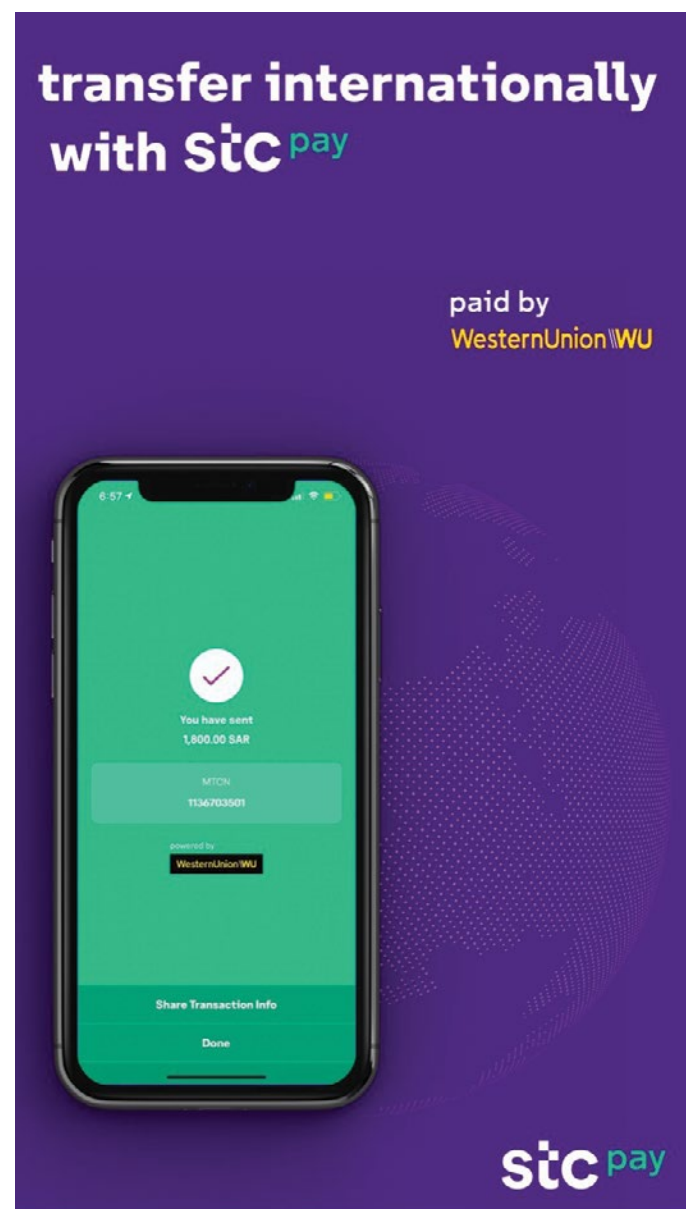 transfer internationally
with stc pay
paid by
WesternUnion WU
6:57
You have sent
1,800.00 SAR
MTCN
1136703501
powered by
WesternUnion WU
Share Transaction Info
Done
stc pay